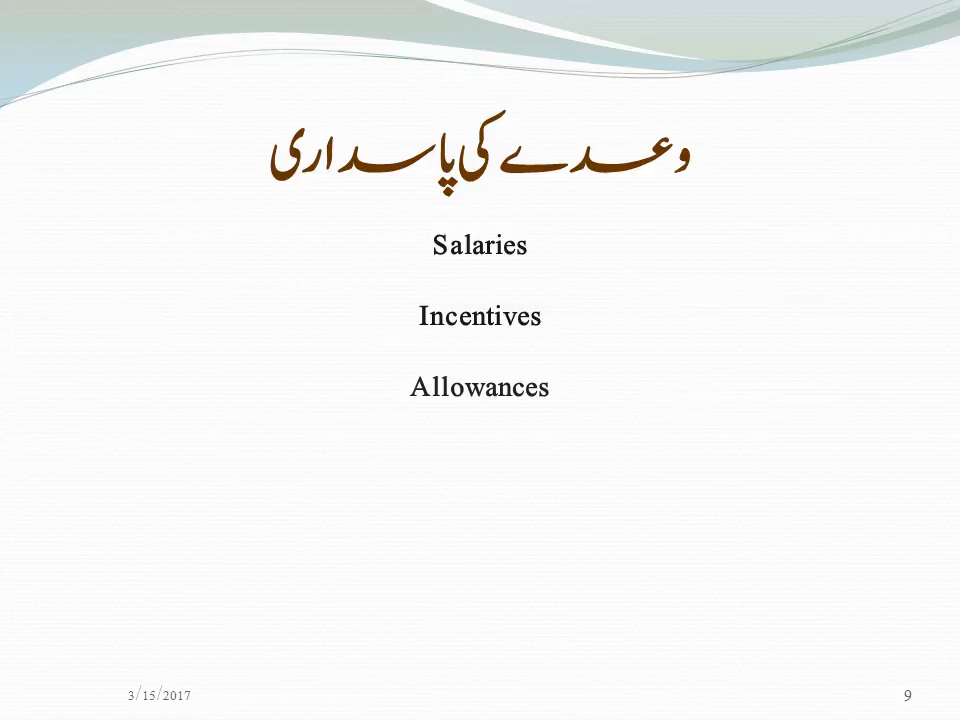 وعدے کی پاسداری
Salaries
Incentives
Allowances
3/15/2017
9